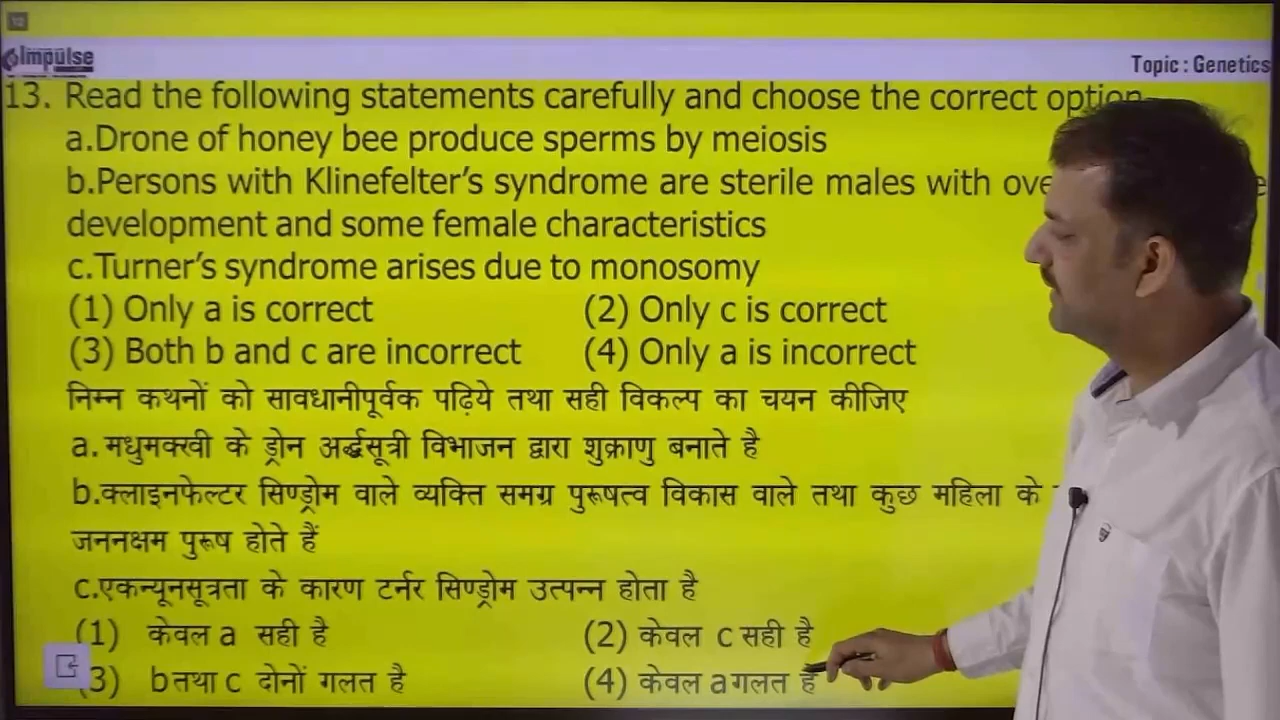 12
Impulse
Topic : Genetics
13. Read the following statements carefully and choose the correct option
a.Drone of honey bee produce sperms by meiosis
b.Persons with Klinefelter's syndrome are sterile males with
development and some female characteristics
c.Turner's syndrome arises due to monosomy
(1) Only a is correct (2) Only c is correct
(3) Both b and c are incorrect (4) Only a is incorrect
निम्न कथनों को सावधानीपूर्वक पढ़िये तथा सही विकल्प का चयन कीजिए
a. मधुमक्खी के ड्रोन अर्द्धसूत्री विभाजन द्वारा शुक्राणु बनाते है
b.क्लाइनफेल्टर सिण्ड्रोम वाले व्यक्ति समग्र पुरूषत्व विकास वाले तथा कुछ महिला के
जननक्षम पुरूष होते हैं
c.एकन्यूनसूत्रता के कारण टर्नर सिण्ड्रोम उत्पन्न होता है
(1) केवल a सही है (2) केवल c सही है
3) b तथा c दोनों गलत है (4) केवल a गलत है